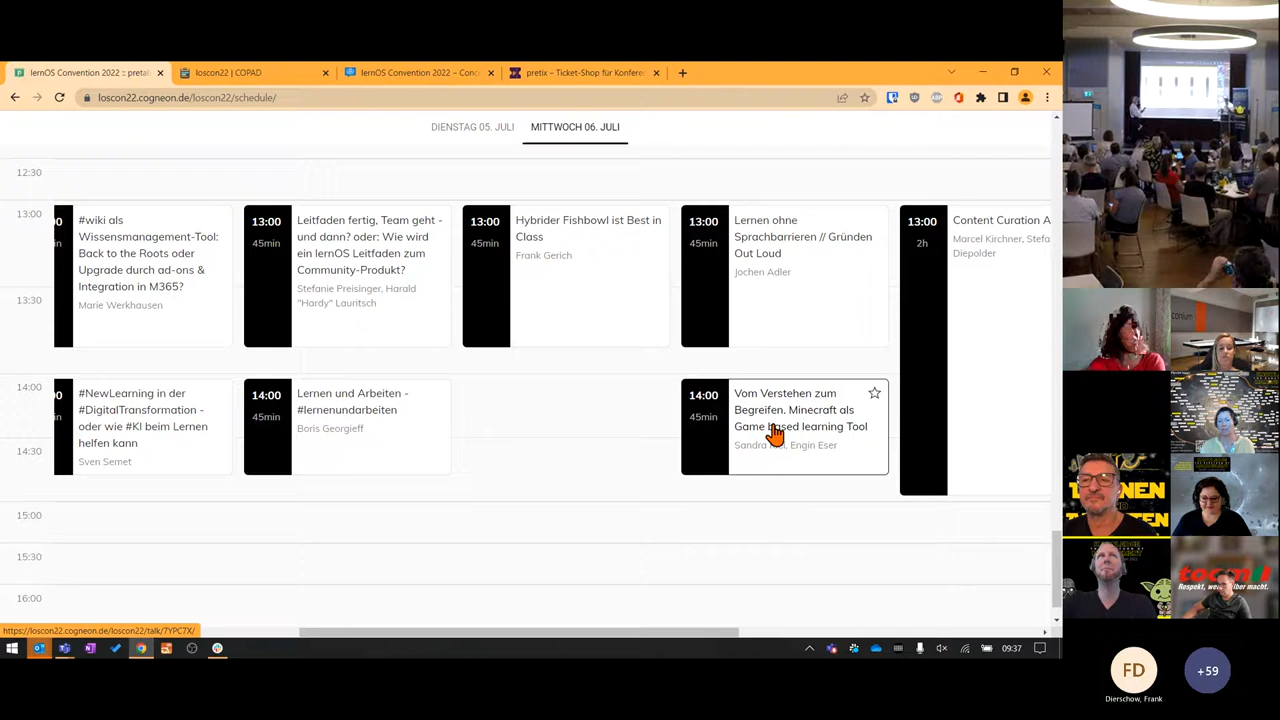 lernOS Convention 2022 :: preta
loscon22 | COPAD
lernOS Convention 2022 – Conc
pretix – Ticket-Shop für Konfere
loscon22.cogneon.de/loscon22/schedule/
DIENSTAG 05. JULI
MITTWOCH 06. JULI
12:30
13:00
13:30
14:00
14:30
15:00
15:30
16:00
#wiki als
Wissensmanagement-Tool:
Back to the Roots oder
Upgrade durch ad-ons &
Integration in M365?
Marie Werkhausen
13:00
45min
Leitfaden fertig, Team geht -
und dann? oder: Wie wird
ein lernOS Leitfaden zum
Community-Produkt?
Stefanie Preisinger, Harald
"Hardy" Lauritsch
13:00
45min
Hybrider Fishbowl ist Best in
Class
Frank Gerich
13:00
45min
Lernen ohne
Sprachbarrieren // Gründen
Out Loud
Jochen Adler
13:00
2h
Content Curation A
Marcel Kirchner, Stefa
Diepolder
#NewLearning in der
#DigitalTransformation -
oder wie #KI beim Lernen
helfen kann
Sven Semet
14:00
45min
Lernen und Arbeiten -
#lernenundarbeiten
Boris Georgieff
14:00
45min
Vom Verstehen zum
Begreifen. Minecraft als
Game based learning Tool
Sandra
Engin Eser
https://loscon22.cogneon.de/loscon22/talk/7YPC7X/
09:37
Respekt, wer
ber macht.
FD
+59
Dierschow, Frank